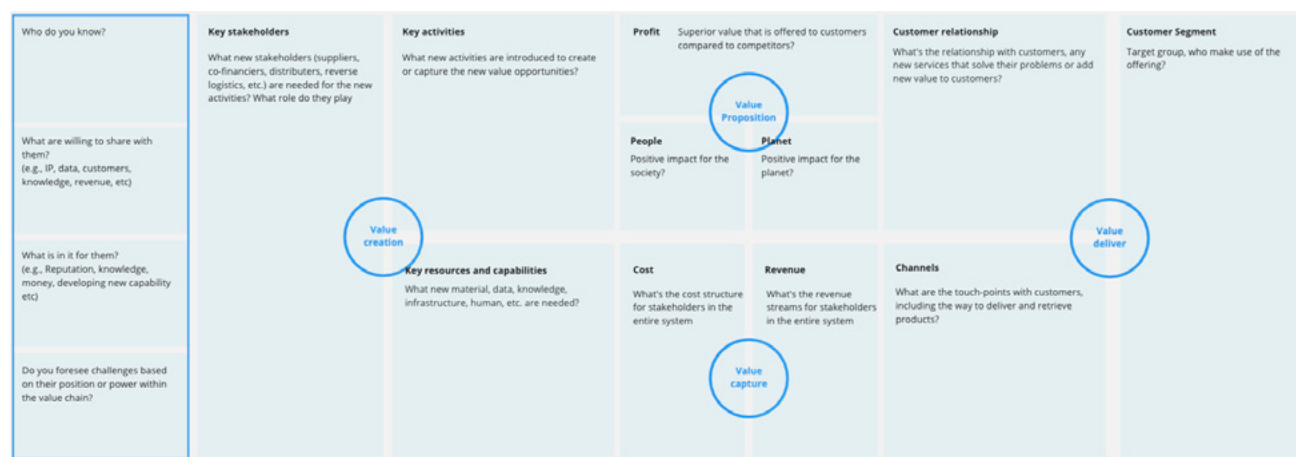 Who do you know?
What are willing to share with
them?
(e.g., IP, data, customers,
knowledge, revenue, etc)
What is in it for them?
(e.g., Reputation, knowledge,
money, developing new capability
etc)
Do you foresee challenges based
on their position or power within
the value chain?
Key stakeholders
What new stakeholders (suppliers,
co-financiers, distributers, reverse
logistics, etc.) are needed for the new
activities? What role do they play
Key activities
What new activities are introduced to create
or capture the new value opportunities?
Value
creation
Key resources and capabilities
What new material, data, knowledge,
infrastructure, human, etc. are needed?
Profit
Superior value that is offered to customers
compared to competitors?
Value
Proposition
People
Positive impact for the
society?
Planet
Positive impact for the
planet?
Cost
What's the cost structure
for stakeholders in the
entire system
Revenue
What's the revenue
streams for stakeholders
in the entire system
Value
capture
Customer relationship
What's the relationship with customers, any
new services that solve their problems or add
new value to customers?
Channels
What are the touch-points with customers,
including the way to deliver and retrieve
products?
Value
deliver
Customer Segment
Target group, who make use of the
offering?